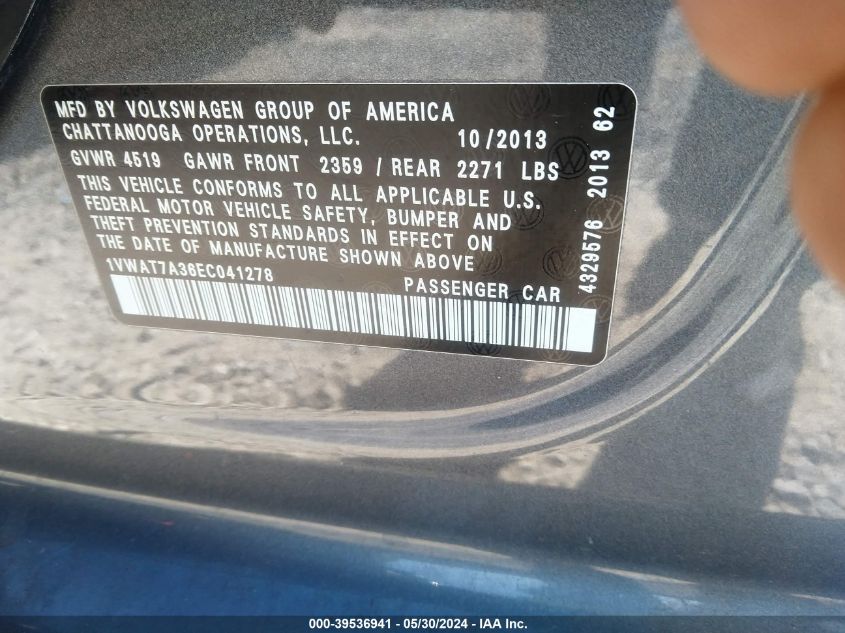 MFD BY VOLKSWAGEN GROUP OF AMERICA
CHATTANOOGA OPERATIONS, LLC. 10/2013
GVWR 4519 GAWR FRONT 2359 / REAR 2271 LBS
THIS VEHICLE CONFORMS TO ALL APPLICABLE U.S.
FEDERAL MOTOR VEHICLE SAFETY, BUMPER AND
THEFT PREVENTION STANDARDS IN EFFECT ON
THE DATE OF MANUFACTURE SHOWN ABOVE
1VWAT7A36EC041278 PASSENGER CAR
4329576 2013 62
000-39536941 / 05/30/2024 - IAA Inc.